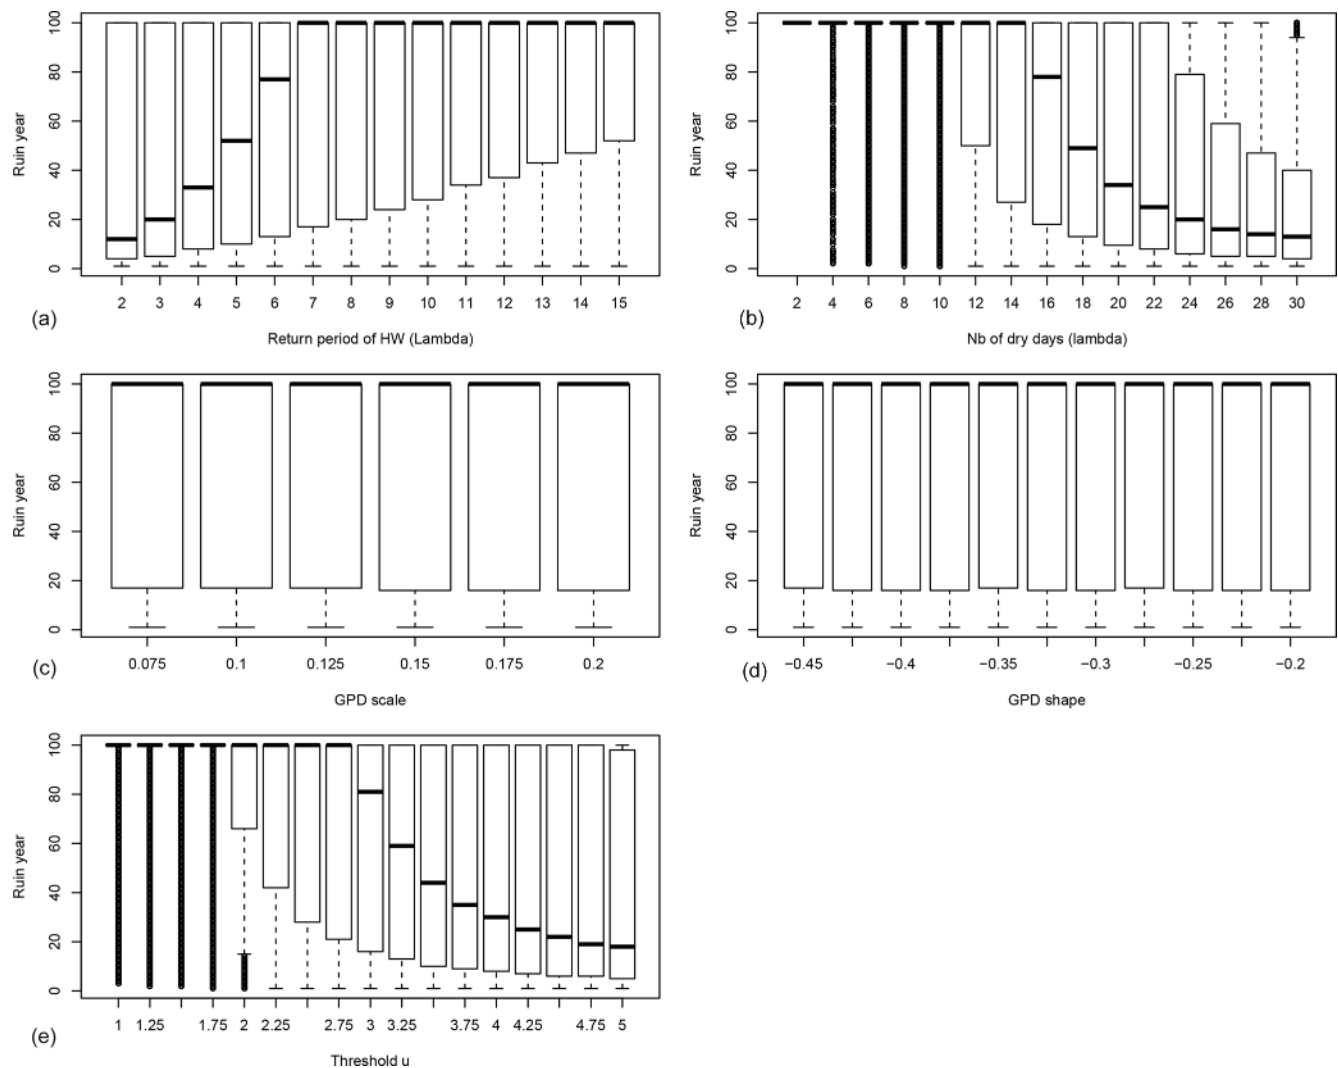 Ruin year
100
80
60
40
20
0
2 3 4 5 6 7 8 9 10 11 12 13 14 15
(a)
Return period of HW (Lambda)
Ruin year
100
80
60
40
20
0
2 4 6 8 10 12 14 16 18 20 22 24 26 28 30
(b)
Nb of dry days (lambda)
Ruin year
100
80
60
40
20
0
0.075 0.1 0.125 0.15 0.175 0.2
(c)
GPD scale
Ruin year
100
80
60
40
20
0
−0.45 −0.4 −0.35 −0.3 −0.25 −0.2
(d)
GPD shape
Ruin year
100
80
60
40
20
0
1 1.25 1.75 2 2.25 2.75 3 3.25 3.75 4 4.25 4.75 5
(e)
Threshold u